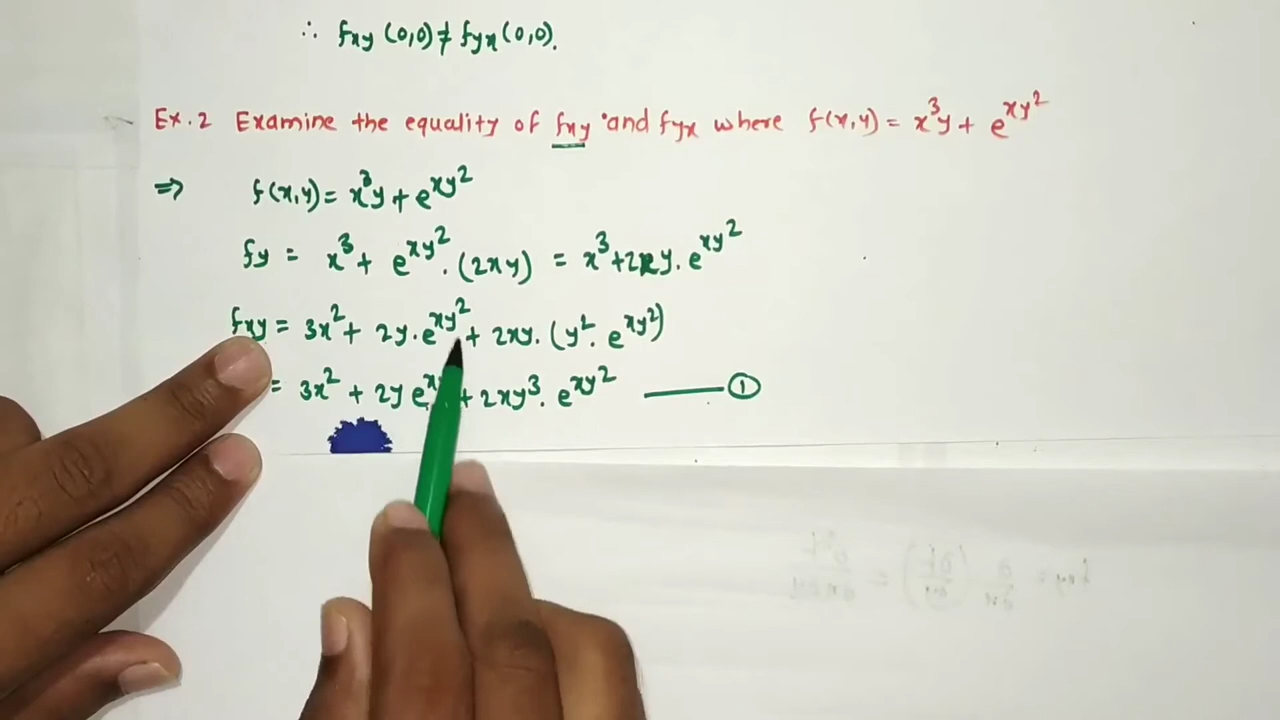 ∴ fxy (0,0) ≠ fyx (0,0).
Ex. 2 Examine the equality of fxy and fyx where f(x,y) = x³y + e^{xy²}
⇒ f(x,y) = x³y + e^{xy²}
fy = x³ + e^{xy²} . (2xy) = x³ + 2xy . e^{xy²}
fxy = 3x² + 2y . e^{xy²} + 2xy . (y² . e^{xy²})
= 3x² + 2y e^{x + 2xy³ . e^{xy²} —— ①